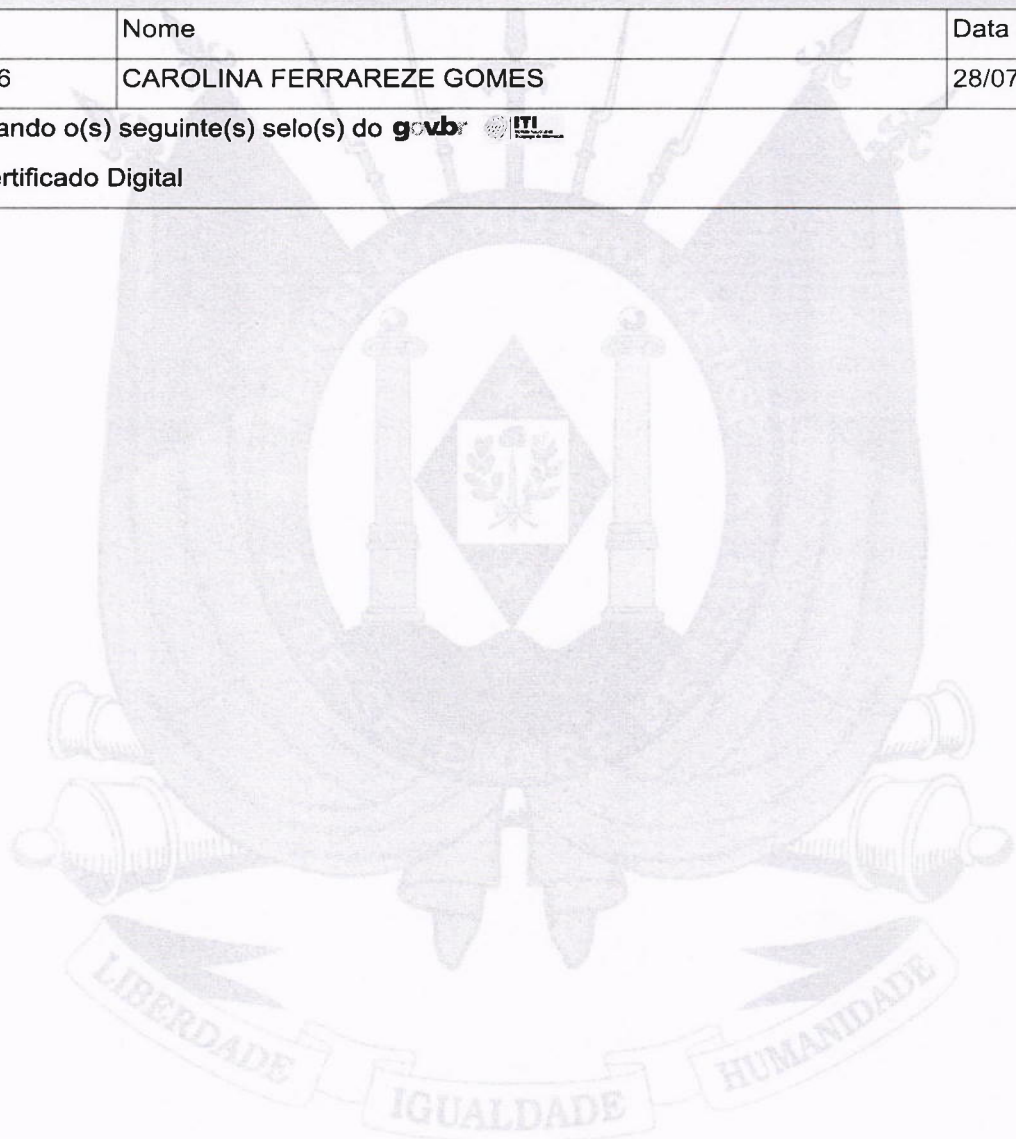 Nome Data
6 CAROLINA FERRAREZE GOMES 28/07
ando o(s) seguinte(s) selo(s) do gov.br ITI
ertificado Digital
LIBERDADE IGUALDADE HUMANIDADE